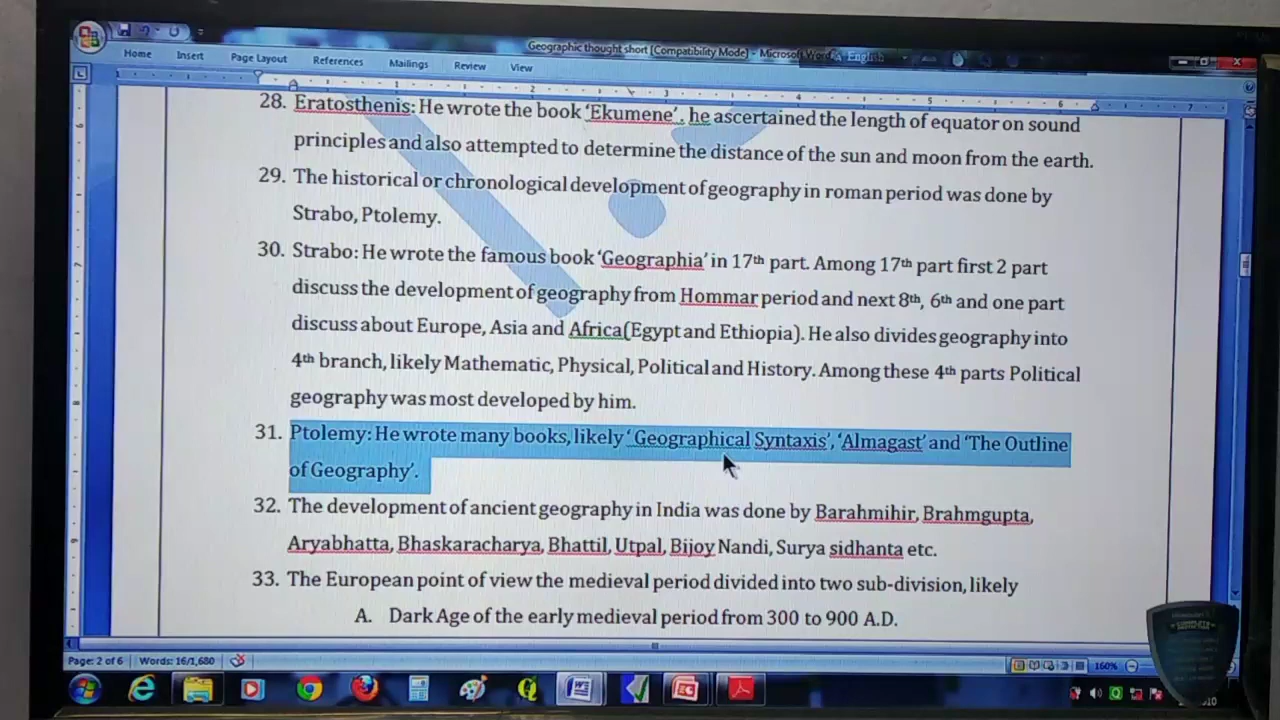 Geographic thought short [Compatibility Mode] - Microsoft Word
English
Home Insert Page Layout References Mailings Review View
28. Eratosthenis: He wrote the book ‘Ekumene’. he ascertained the length of equator on sound
principles and also attempted to determine the distance of the sun and moon from the earth.
29. The historical or chronological development of geography in roman period was done by
Strabo, Ptolemy.
30. Strabo: He wrote the famous book ‘Geographia’ in 17th part. Among 17th part first 2 part
discuss the development of geography from Hommar period and next 8th, 6th and one part
discuss about Europe, Asia and Africa(Egypt and Ethiopia). He also divides geography into
4th branch, likely Mathematic, Physical, Political and History. Among these 4th parts Political
geography was most developed by him.
31. Ptolemy: He wrote many books, likely ‘ Geographical Syntaxis’, ‘Almagast’ and ‘The Outline
of Geography’.
32. The development of ancient geography in India was done by Barahmihir, Brahmgupta,
Aryabhatta, Bhaskaracharya, Bhattil, Utpal, Bijoy Nandi, Surya sidhanta etc.
33. The European point of view the medieval period divided into two sub-division, likely
A. Dark Age of the early medieval period from 300 to 900 A.D.
Page: 2 of 6 Words: 16/1,680 160%